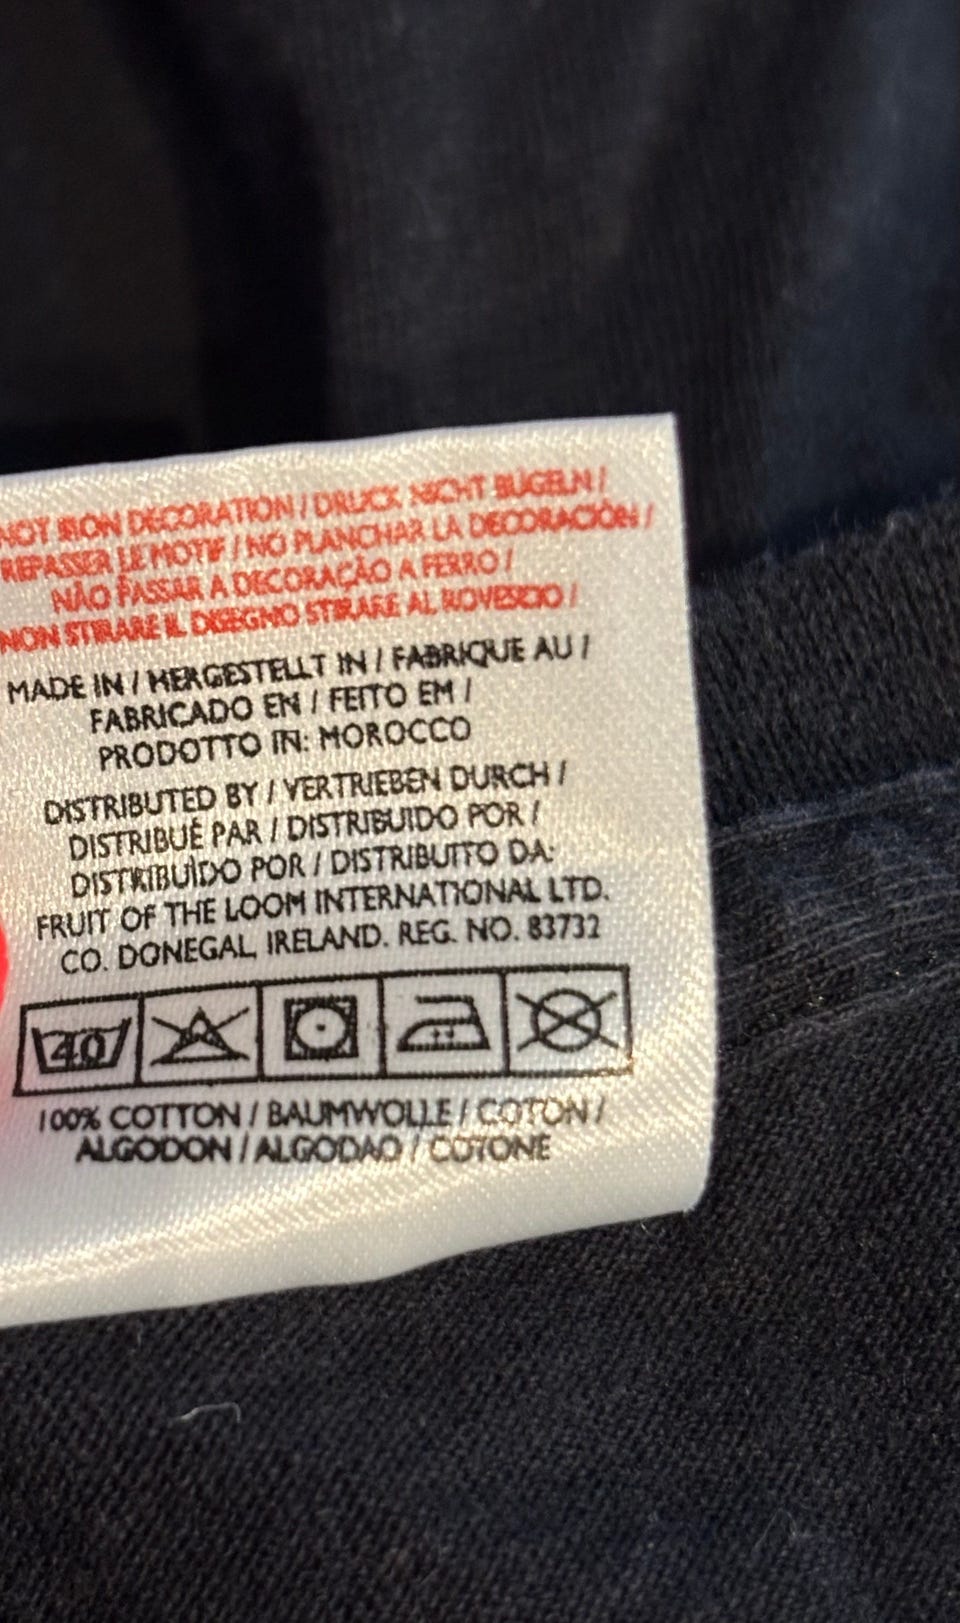 NOT IRON DECORATION / DRUCK NICHT BÜGELN /
REPASSER LE MOTIF / NO PLANCHAR LA DECORACIÓN /
NÃO PASSAR A DECORAÇÃO A FERRO /
NON STIRARE IL DISEGNO STIRARE AL ROVESCIO /
MADE IN / HERGESTELLT IN / FABRIQUE AU /
FABRICADO EN / FEITO EM /
PRODOTTO IN: MOROCCO
DISTRIBUTED BY / VERTRIEBEN DURCH /
DISTRIBUÉ PAR / DISTRIBUIDO POR /
DISTRIBUÍDO POR / DISTRIBUITO DA:
FRUIT OF THE LOOM INTERNATIONAL LTD.
CO. DONEGAL, IRELAND. REG. NO. 83732
40
100% COTTON / BAUMWOLLE / COTON /
ALGODON / ALGODAO / COTONE